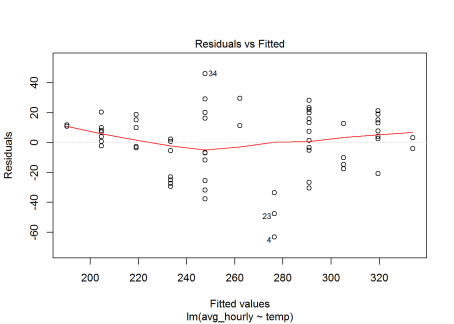 Residuals vs Fitted
Residuals
40
20
0
-20
-40
-60
34
23
4
200 220 240 260 280 300 320
Fitted values
lm(avg_hourly ~ temp)